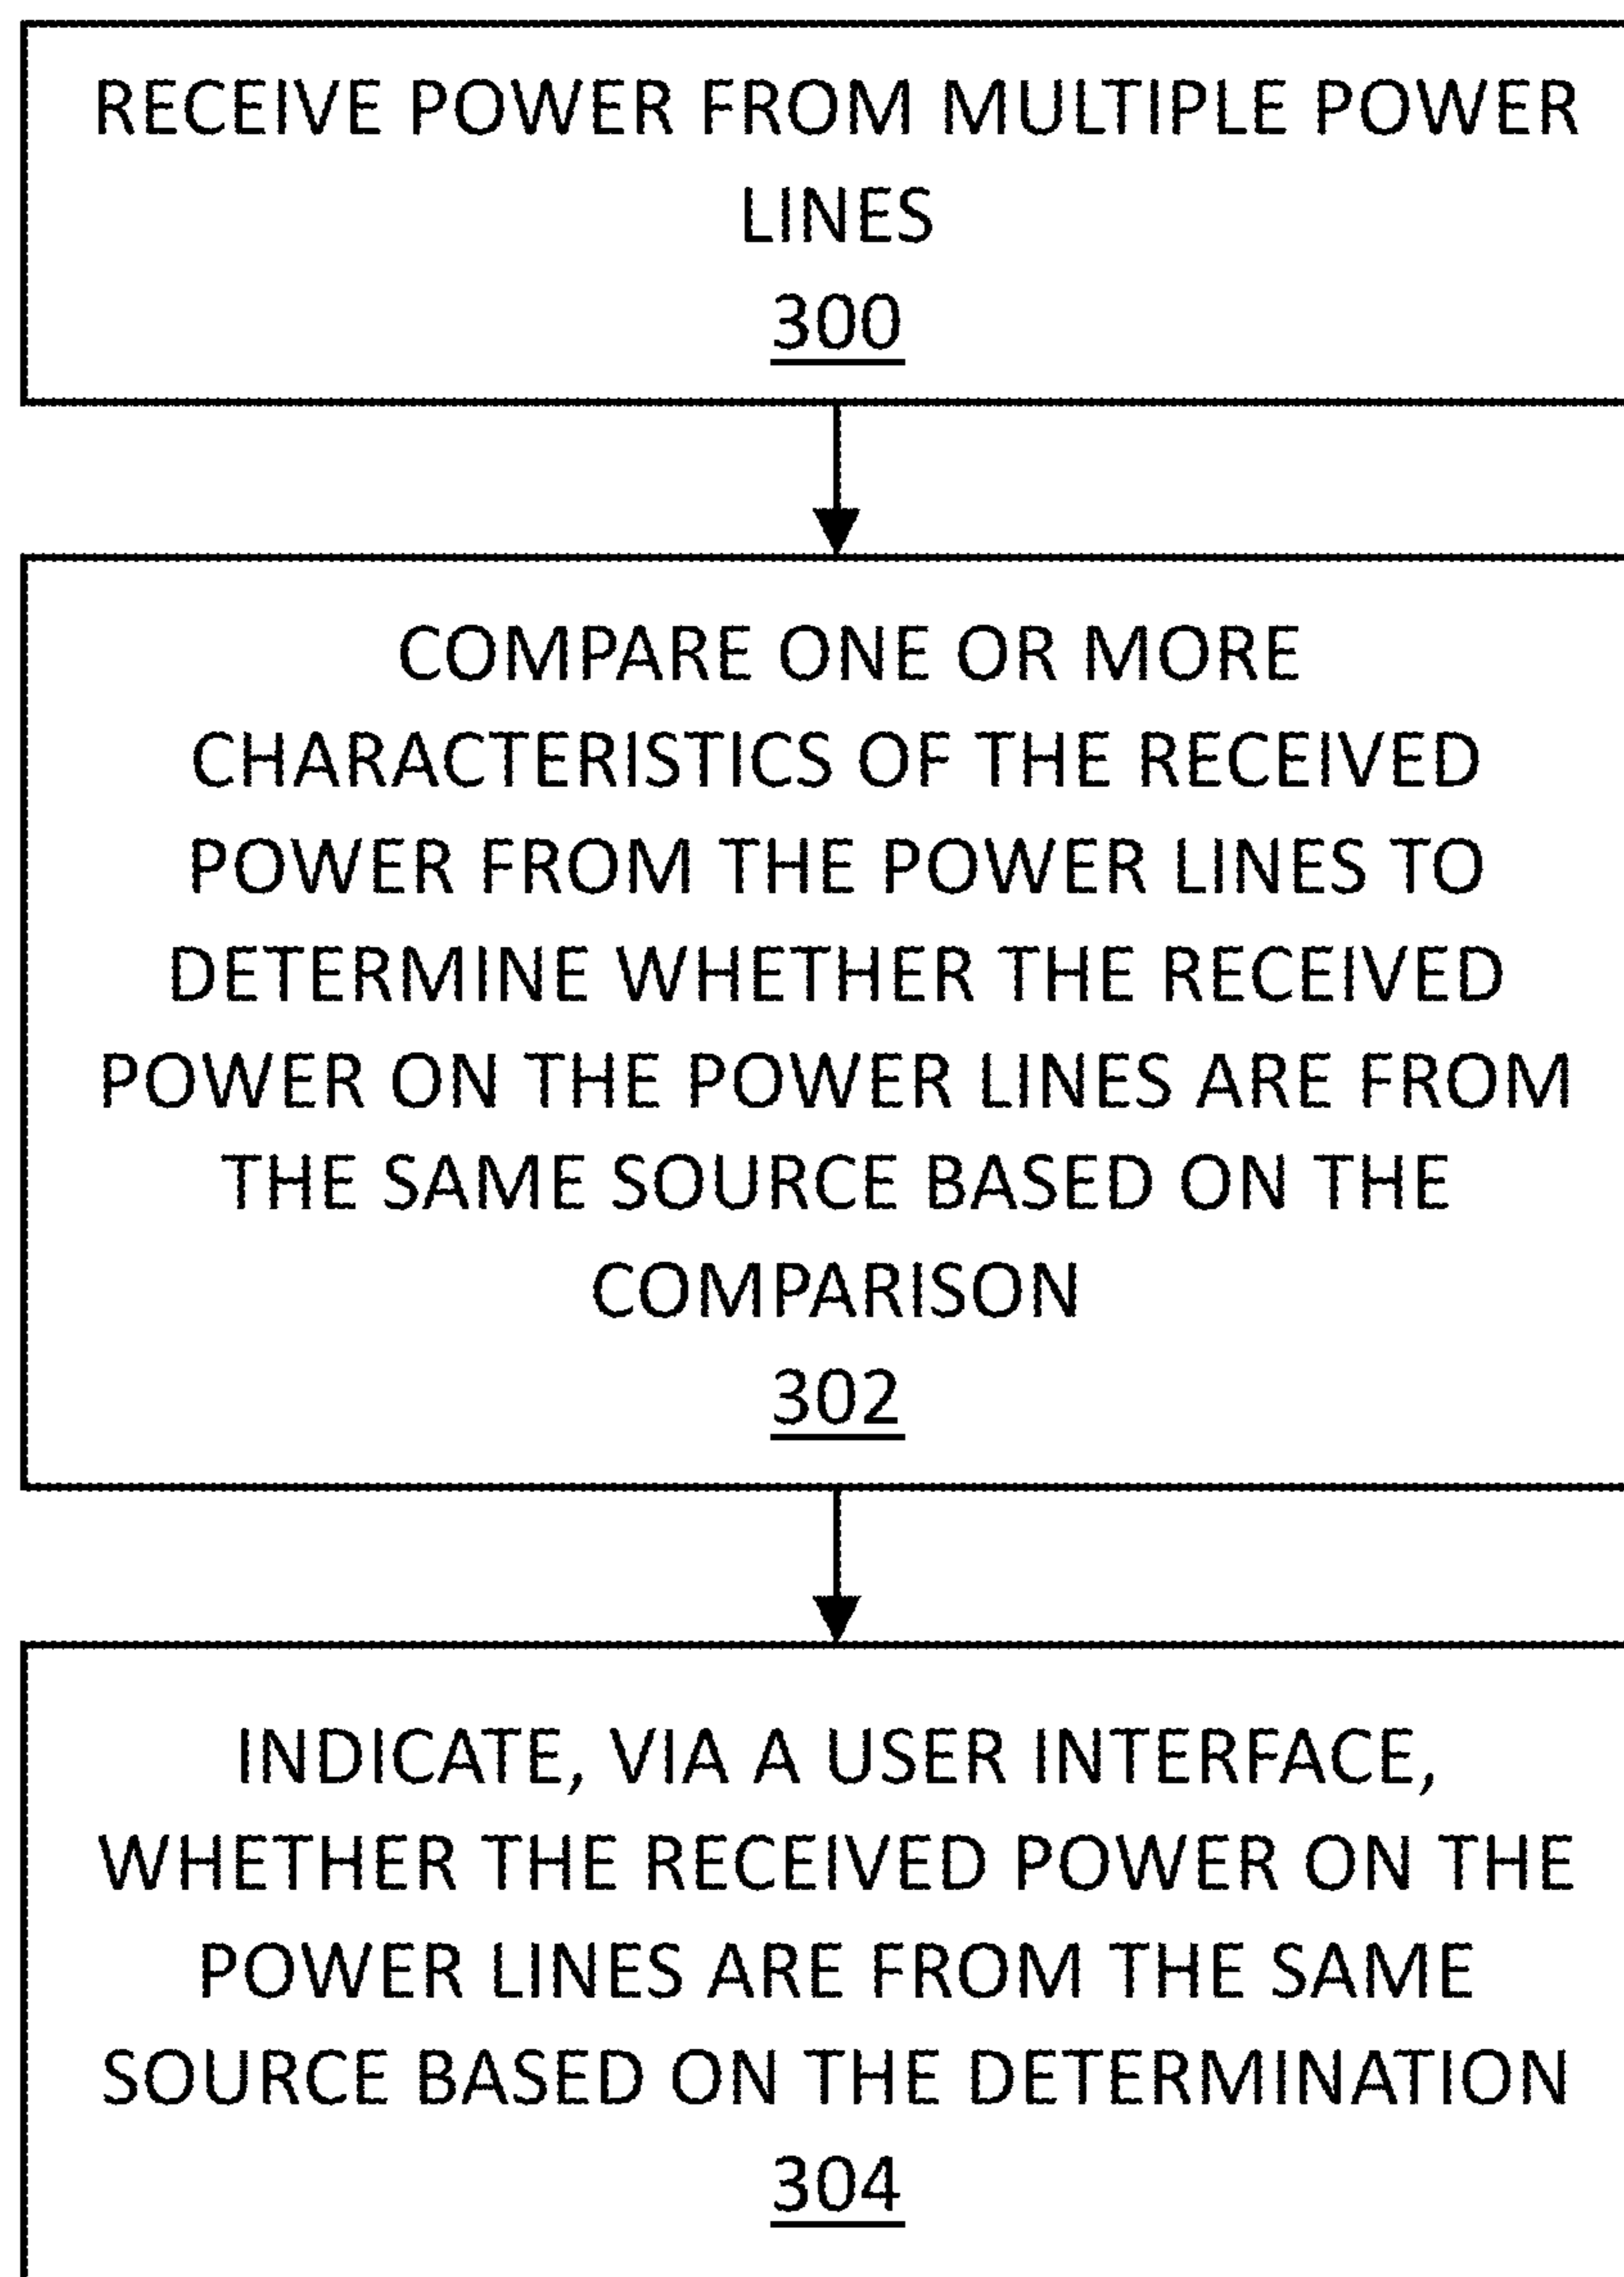 RECEIVE POWER FROM MULTIPLE POWER
LINES
300
COMPARE ONE OR MORE
CHARACTERISTICS OF THE RECEIVED
POWER FROM THE POWER LINES TO
DETERMINE WHETHER THE RECEIVED
POWER ON THE POWER LINES ARE FROM
THE SAME SOURCE BASED ON THE
COMPARISON
302
INDICATE, VIA A USER INTERFACE,
WHETHER THE RECEIVED POWER ON THE
POWER LINES ARE FROM THE SAME
SOURCE BASED ON THE DETERMINATION
304